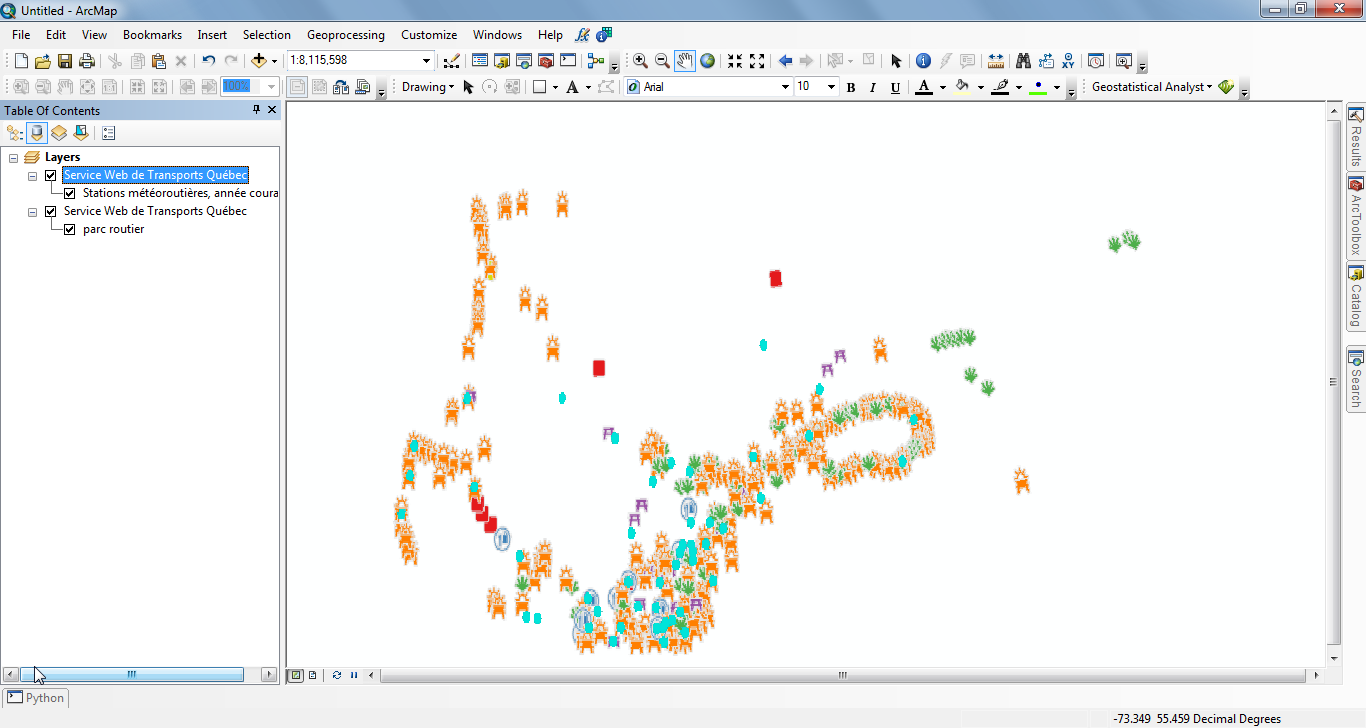 Untitled - ArcMap
File Edit View Bookmarks Insert Selection Geoprocessing Customize Windows Help
1:8,115,598
100% Drawing Arial 10 B I U A Geostatistical Analyst
Table Of Contents
Layers
Service Web de Transports Québec
Stations météoroutières, année coura
Service Web de Transports Québec
parc routier
Results
ArcToolbox
Catalog
Search
Python
-73.349 55.459 Decimal Degrees